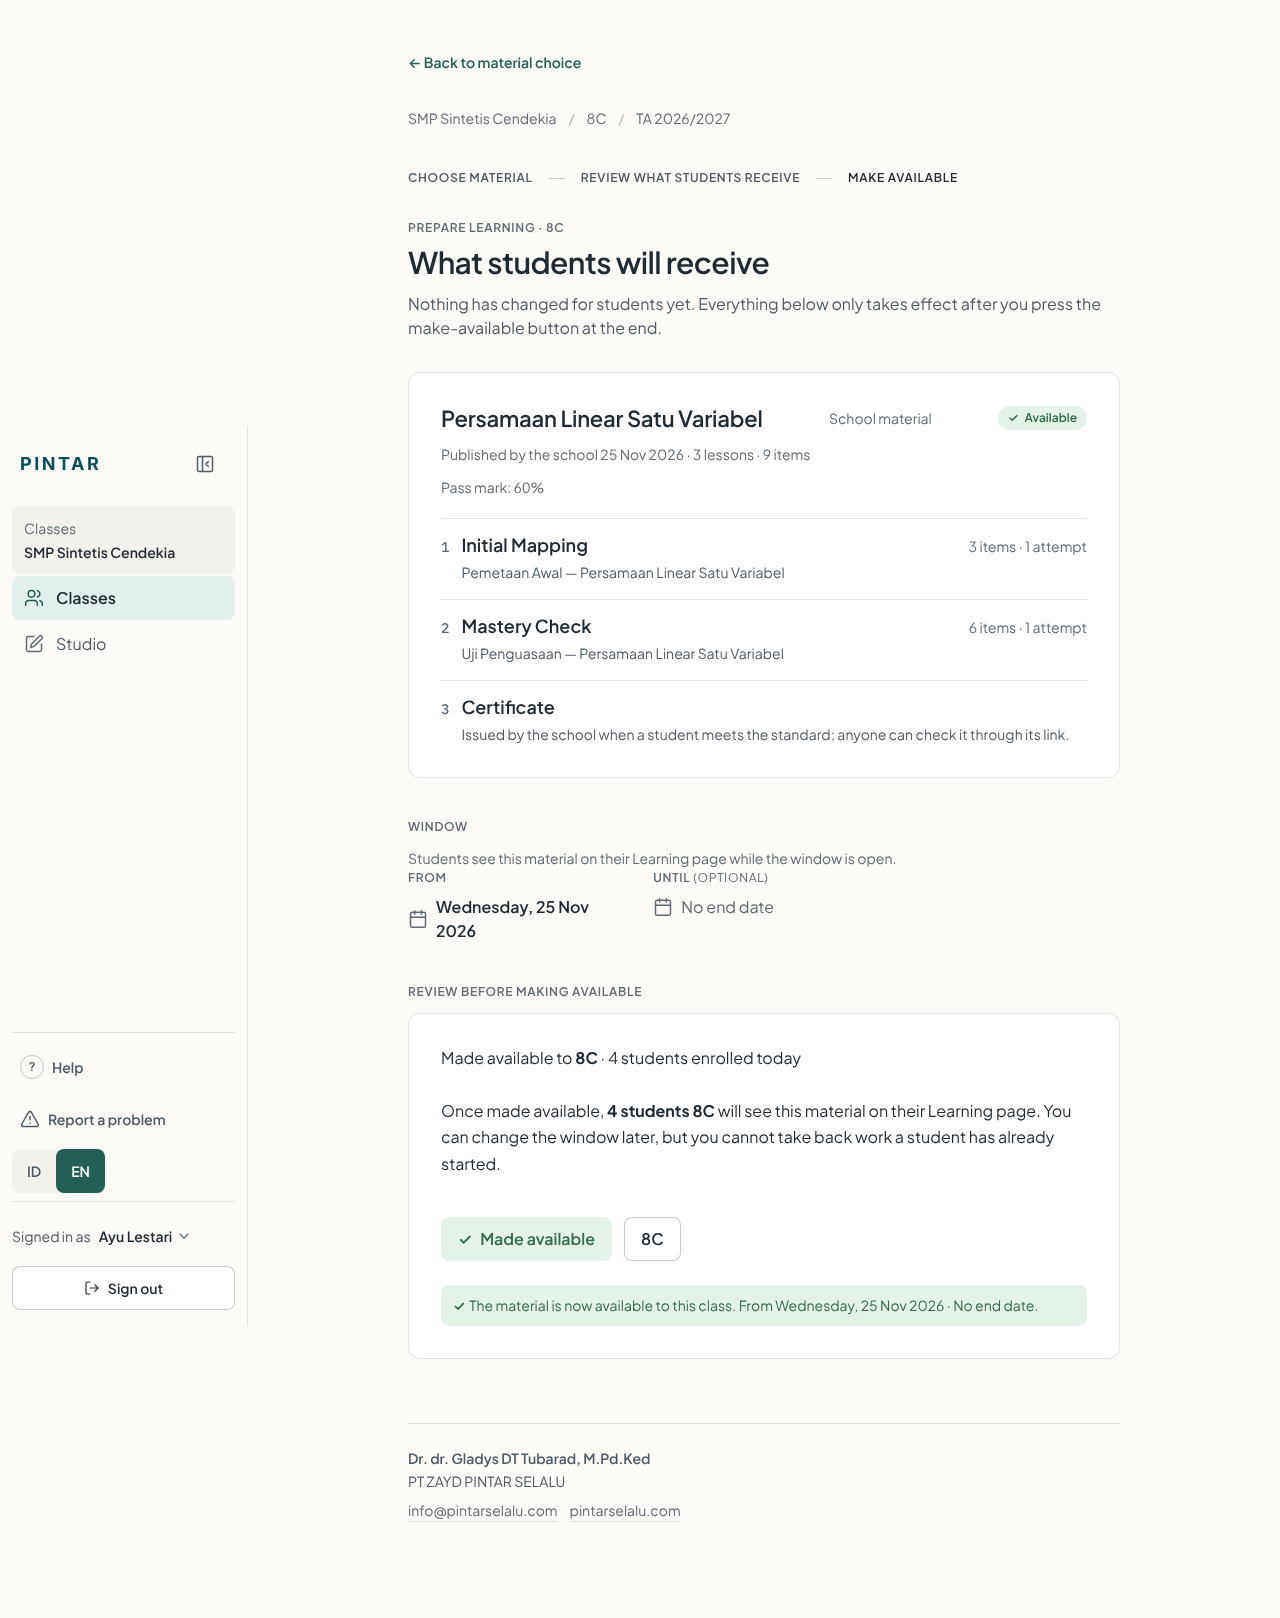 ← Back to material choice
SMP Sintetis Cendekia / 8C / TA 2026/2027
CHOOSE MATERIAL — REVIEW WHAT STUDENTS RECEIVE — MAKE AVAILABLE
PREPARE LEARNING · 8C
What students will receive
Nothing has changed for students yet. Everything below only takes effect after you press the
make-available button at the end.
Persamaan Linear Satu Variabel School material ✓ Available
Published by the school 25 Nov 2026 · 3 lessons · 9 items
Pass mark: 60%
1 Initial Mapping 3 items · 1 attempt
Pemetaan Awal — Persamaan Linear Satu Variabel
2 Mastery Check 6 items · 1 attempt
Uji Penguasaan — Persamaan Linear Satu Variabel
3 Certificate
Issued by the school when a student meets the standard; anyone can check it through its link.
WINDOW
Students see this material on their Learning page while the window is open.
FROM UNTIL (OPTIONAL)
Wednesday, 25 Nov
2026
No end date
REVIEW BEFORE MAKING AVAILABLE
Made available to 8C · 4 students enrolled today
Once made available, 4 students 8C will see this material on their Learning page. You
can change the window later, but you cannot take back work a student has already
started.
✓ Made available 8C
✓ The material is now available to this class. From Wednesday, 25 Nov 2026 · No end date.
Dr. dr. Gladys DT Tubarad, M.Pd.Ked
PT ZAYD PINTAR SELALU
info@pintarselalu.com pintarselalu.com
PINTAR
Classes
SMP Sintetis Cendekia
Classes
Studio
? Help
Report a problem
ID EN
Signed in as Ayu Lestari
Sign out